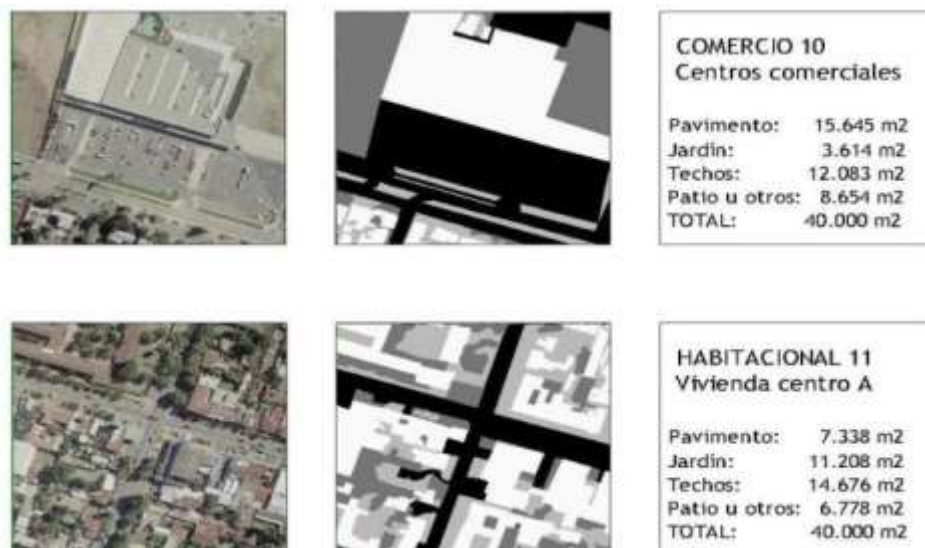 COMERCIO 10
Centros comerciales
Pavimento: 15.645 m2
Jardín: 3.614 m2
Techos: 12.083 m2
Patio u otros: 8.654 m2
TOTAL: 40.000 m2
HABITACIONAL 11
Vivienda centro A
Pavimento: 7.338 m2
Jardín: 11.208 m2
Techos: 14.676 m2
Patio u otros: 6.778 m2
TOTAL: 40.000 m2